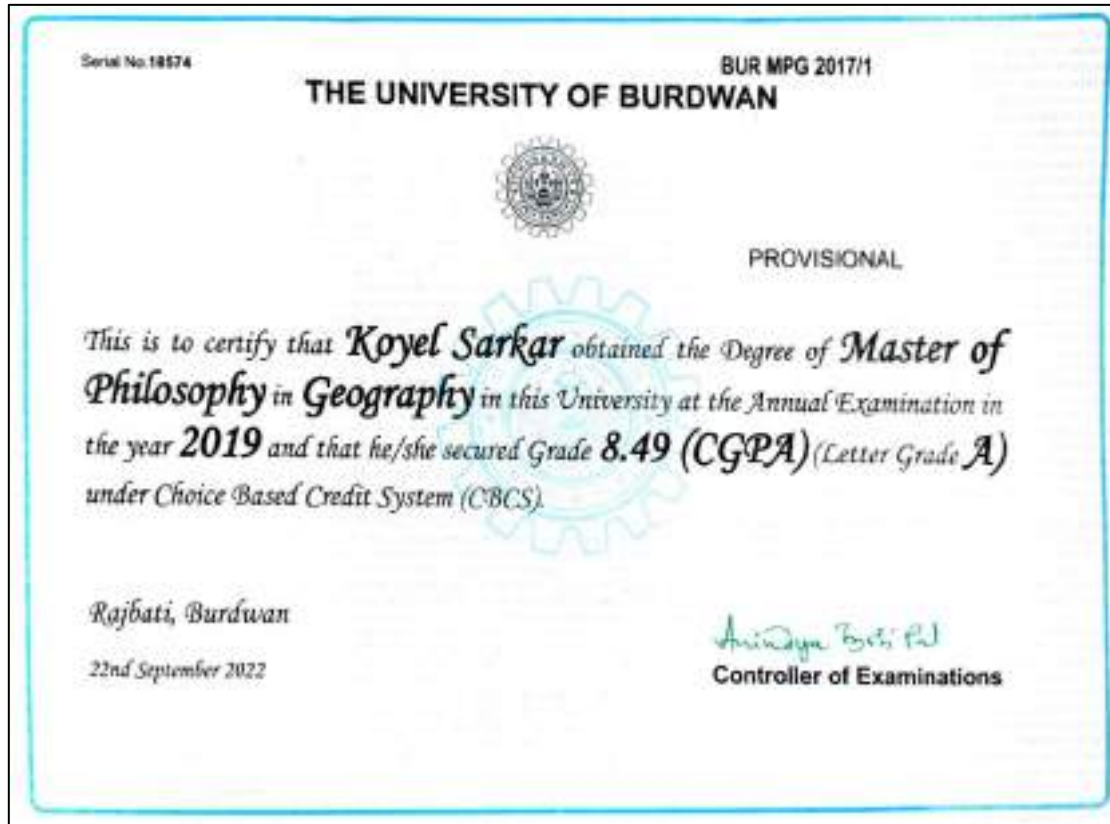 Serial No.18574
BUR MPG 2017/1
THE UNIVERSITY OF BURDWAN
PROVISIONAL
This is to certify that Koyel Sarkar obtained the Degree of Master of
Philosophy in Geography in this University at the Annual Examination in
the year 2019 and that he/she secured Grade 8.49 (CGPA) (Letter Grade A)
under Choice Based Credit System (CBCS).
Rajbati, Burdwan
22nd September 2022
Controller of Examinations